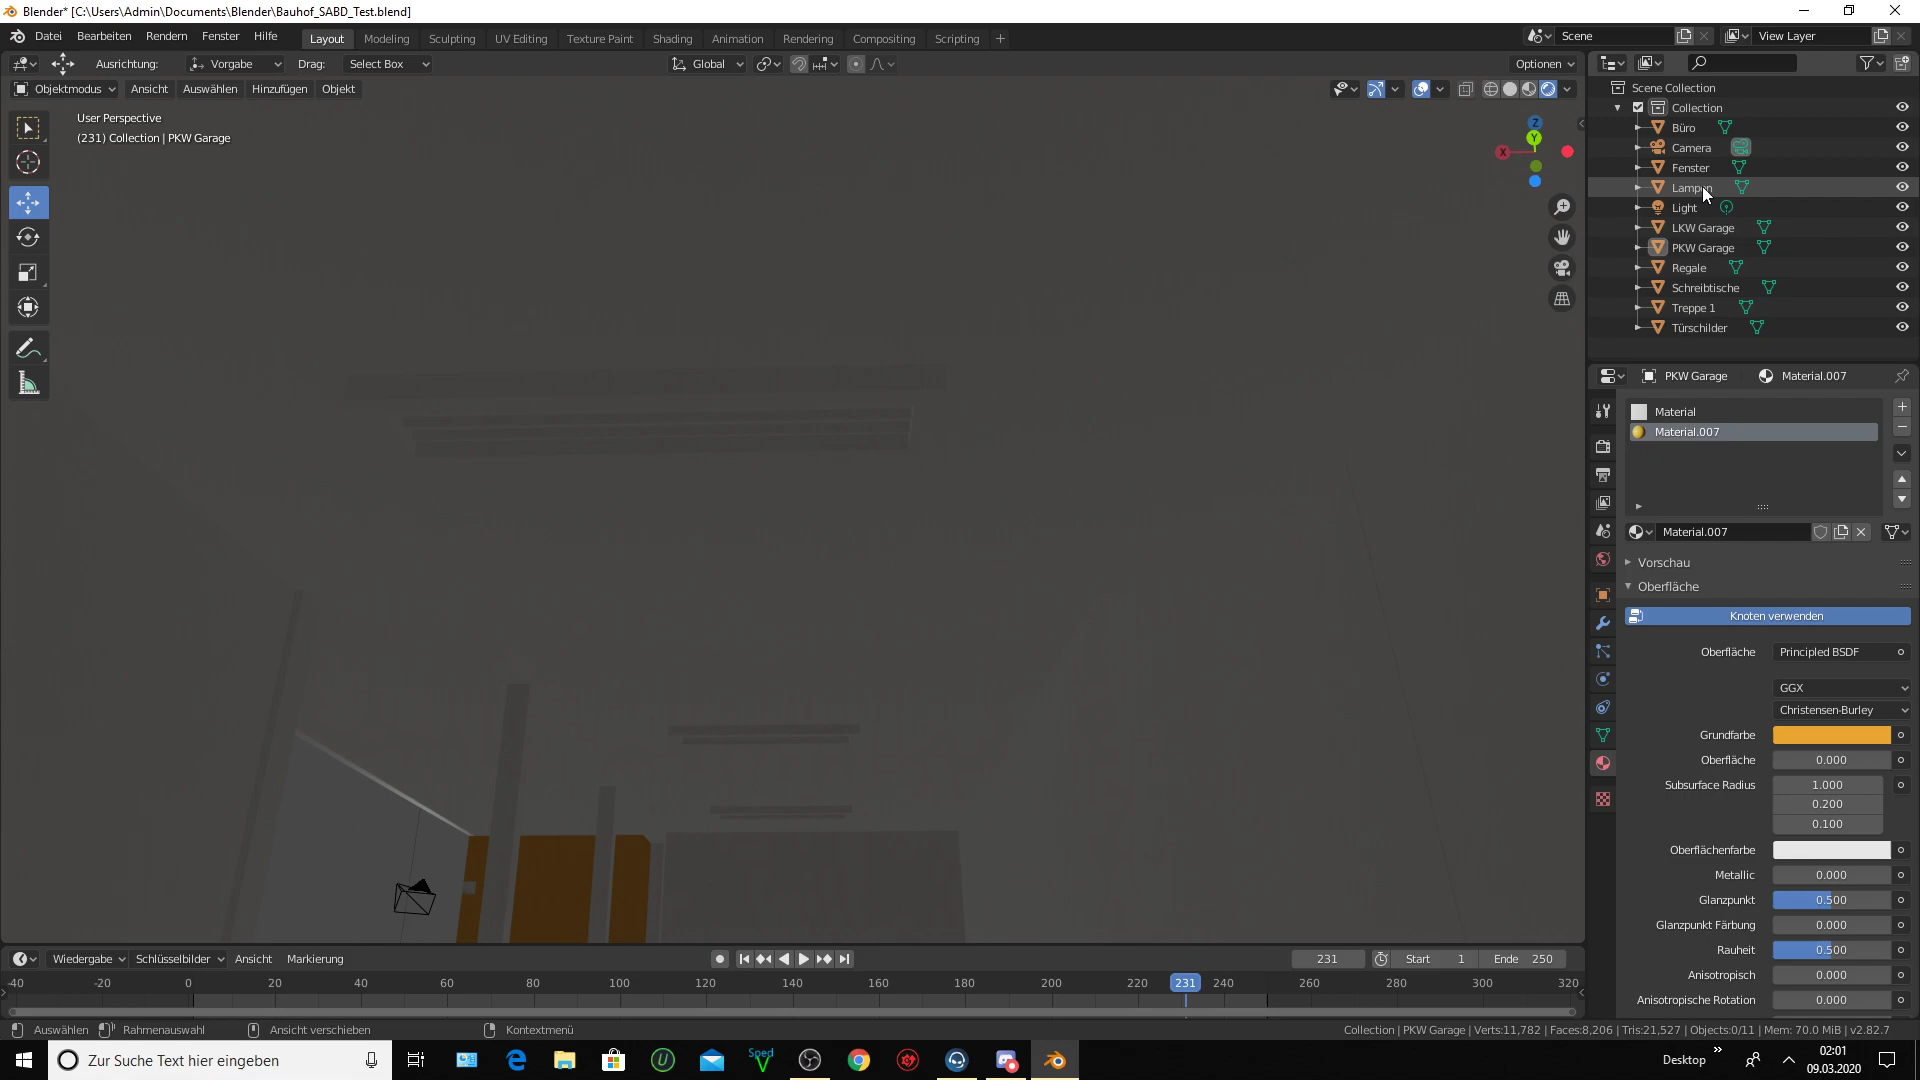 Blender* [C:\Users\Admin\Documents\Blender\Bauhof_SABD_Test.blend]
Datei Bearbeiten Rendern Fenster Hilfe Layout Modeling Sculpting UV Editing Texture Paint Shading Animation Rendering Compositing Scripting + Scene View Layer
Ausrichtung: Vorgabe Drag: Select Box Global Optionen
Objektmodus Ansicht Auswählen Hinzufügen Objekt
User Perspective
(231) Collection | PKW Garage
Z
Y
X
Scene Collection
Collection
Büro
Camera
Fenster
Lampen
Light
LKW Garage
PKW Garage
Regale
Schreibtische
Treppe 1
Türschilder
PKW Garage Material.007
Material
Material.007
Material.007
Vorschau
Oberfläche
Knoten verwenden
Oberfläche Principled BSDF
GGX
Christensen-Burley
Grundfarbe
Oberfläche 0.000
Subsurface Radius 1.000
0.200
0.100
Oberflächenfarbe
Metallic 0.000
Glanzpunkt 0.500
Glanzpunkt Färbung 0.000
Rauheit 0.500
Anisotropisch 0.000
Anisotropische Rotation 0.000
Wiedergabe Schlüsselbilder Ansicht Markierung 231 Start 1 Ende 250
-40 -20 0 20 40 60 80 100 120 140 160 180 200 220 231 240 260 280 300 320
Auswählen Rahmenauswahl Ansicht verschieben Kontextmenü Collection | PKW Garage | Verts:11,782 | Faces:8,206 | Tris:21,527 | Objects:0/11 | Mem: 70.0 MiB | v2.82.7
Zur Suche Text hier eingeben Sped V Desktop » 02:01
09.03.2020